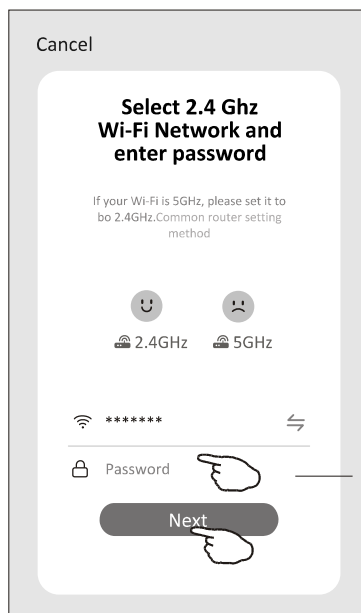 Cancel
Select 2.4 Ghz
Wi-Fi Network and
enter password
If your Wi-Fi is 5GHz, please set it to
bo 2.4GHz.Common router setting
method
2.4GHz 5GHz
*******
Password
Next